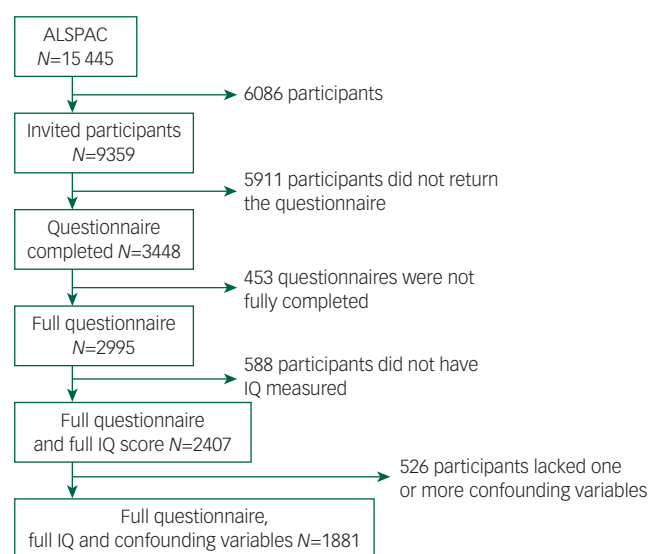 ALSPAC
N=15 445
6086 participants
Invited participants
N=9359
5911 participants did not return
the questionnaire
Questionnaire
completed N=3448
453 questionnaires were not
fully completed
Full questionnaire
N=2995
588 participants did not have
IQ measured
Full questionnaire
and full IQ score N=2407
526 participants lacked one
or more confounding variables
Full questionnaire,
full IQ and confounding variables N=1881